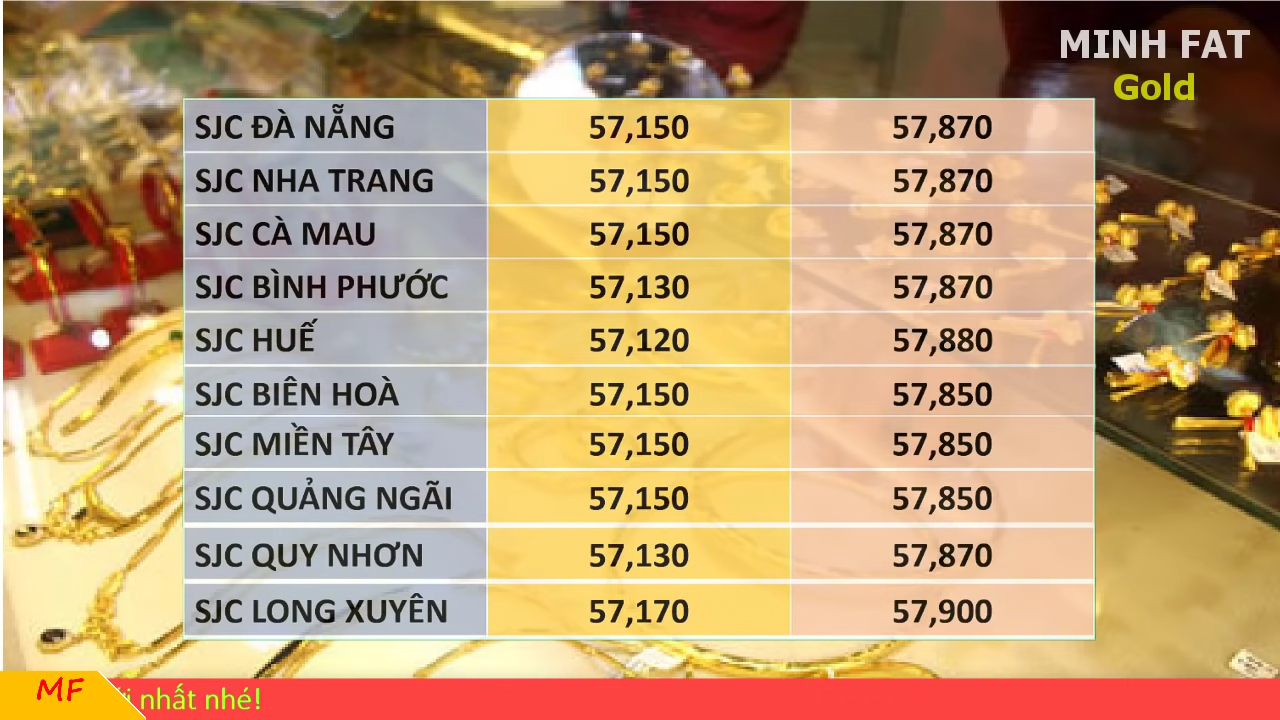 MINH FAT
Gold
SJC ĐÀ NẴNG 57,150 57,870
SJC NHA TRANG 57,150 57,870
SJC CÀ MAU 57,150 57,870
SJC BÌNH PHƯỚC 57,130 57,870
SJC HUẾ 57,120 57,880
SJC BIÊN HOÀ 57,150 57,850
SJC MIỀN TÂY 57,150 57,850
SJC QUẢNG NGÃI 57,150 57,850
SJC QUY NHƠN 57,130 57,870
SJC LONG XUYÊN 57,170 57,900
MF nhất nhé!